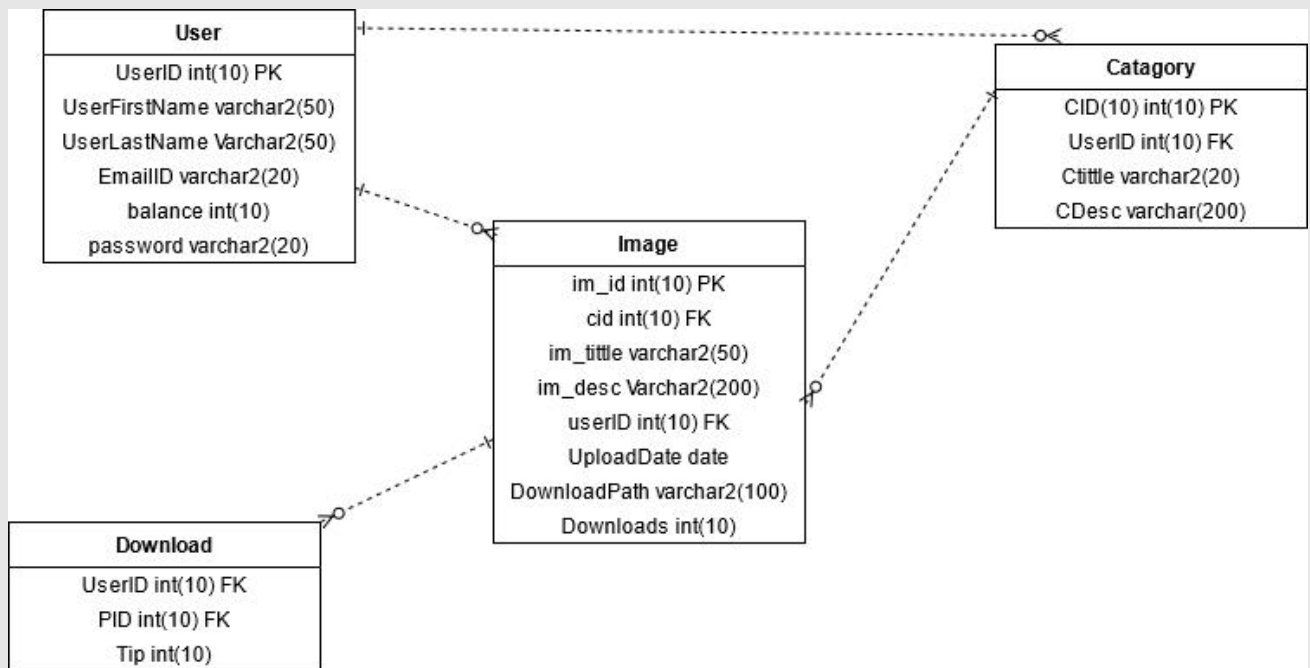 User
UserID int(10) PK
UserFirstName varchar2(50)
UserLastName Varchar2(50)
EmailID varchar2(20)
balance int(10)
password varchar2(20)
Catagory
CID(10) int(10) PK
UserID int(10) FK
Ctittle varchar2(20)
CDesc varchar(200)
Image
im_id int(10) PK
cid int(10) FK
im_tittle varchar2(50)
im_desc Varchar2(200)
userID int(10) FK
UploadDate date
DownloadPath varchar2(100)
Downloads int(10)
Download
UserID int(10) FK
PID int(10) FK
Tip int(10)